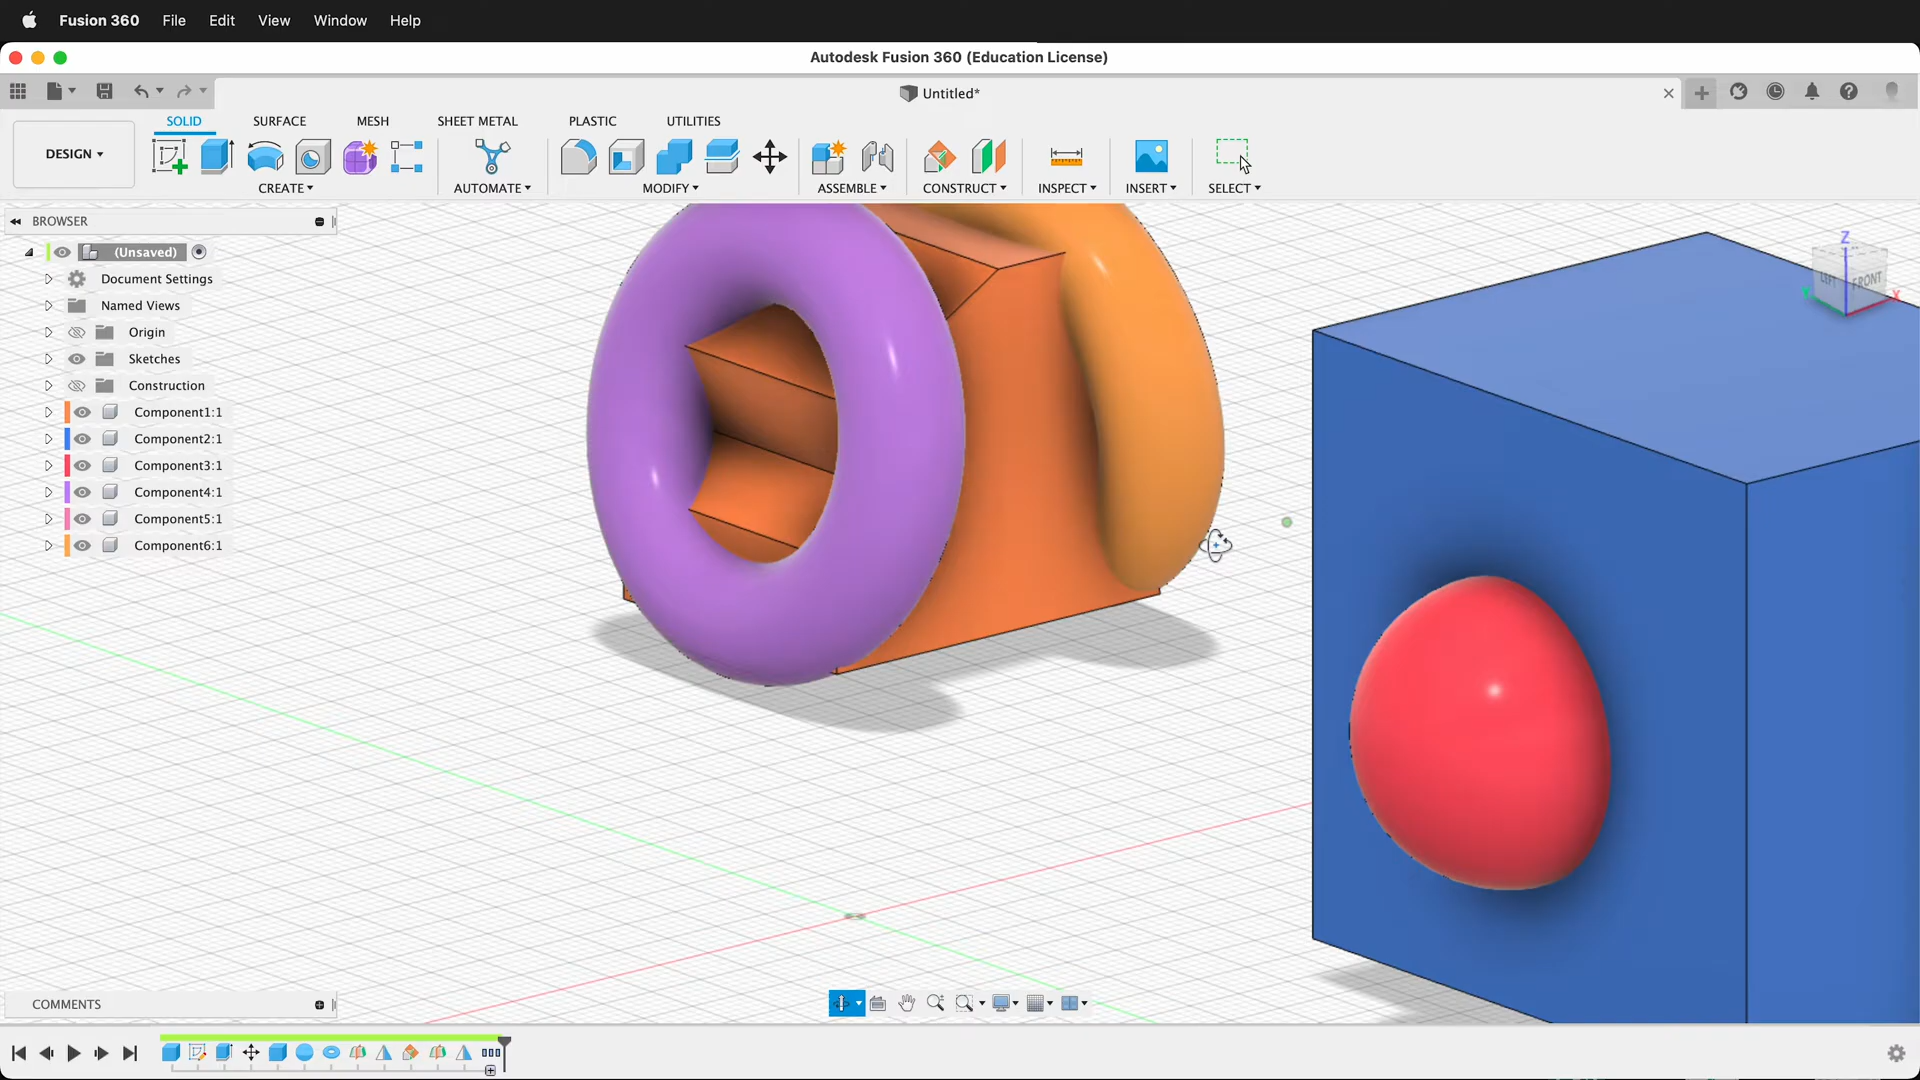 Fusion 360 File Edit View Window Help
Autodesk Fusion 360 (Education License)
Untitled*
SOLID SURFACE MESH SHEET METAL PLASTIC UTILITIES
DESIGN
CREATE AUTOMATE MODIFY ASSEMBLE CONSTRUCT INSPECT INSERT SELECT
BROWSER
(Unsaved)
Document Settings
Named Views
Origin
Sketches
Construction
Component1:1
Component2:1
Component3:1
Component4:1
Component5:1
Component6:1
Z
LEFT FRONT
Y X
COMMENTS